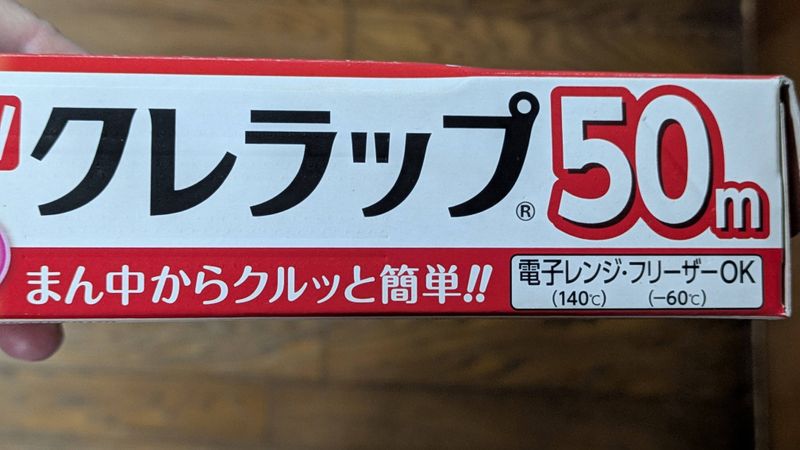 クレラップ® 50m
まん中からクルッと簡単!!
電子レンジ・フリーザーOK
(140℃) (-60℃)